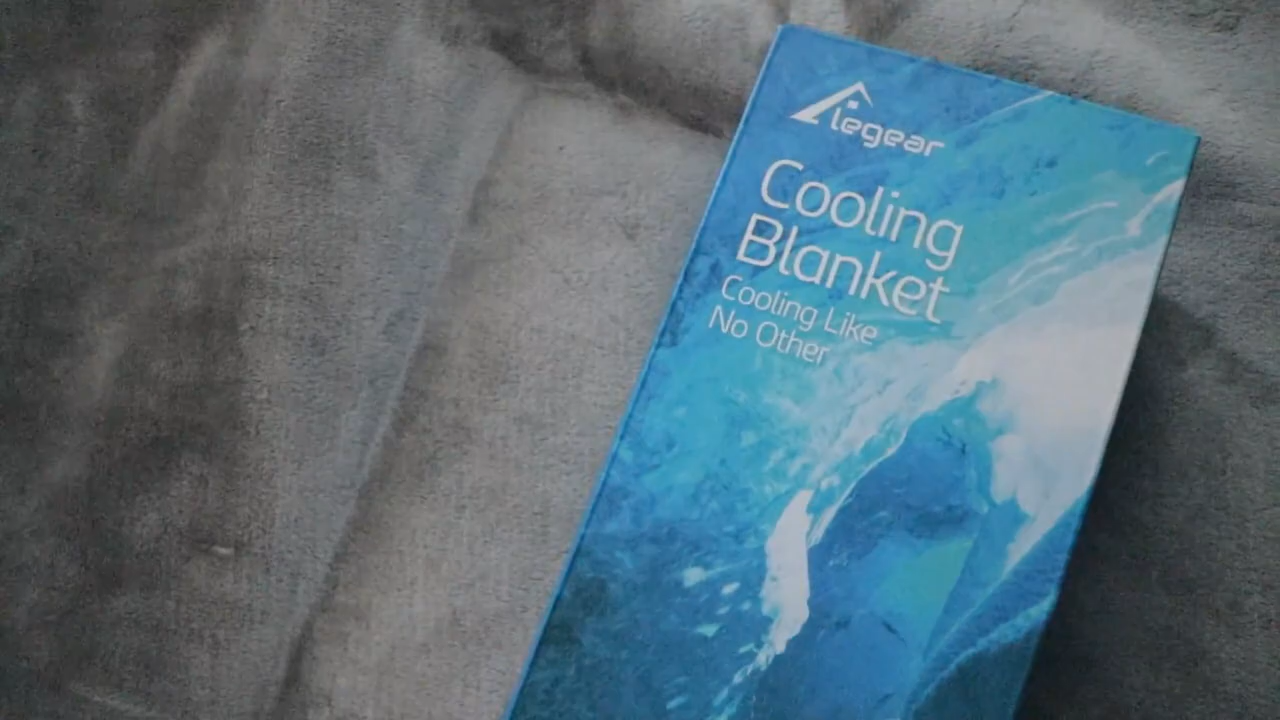 legear
Cooling
Blanket
Cooling Like
No Other